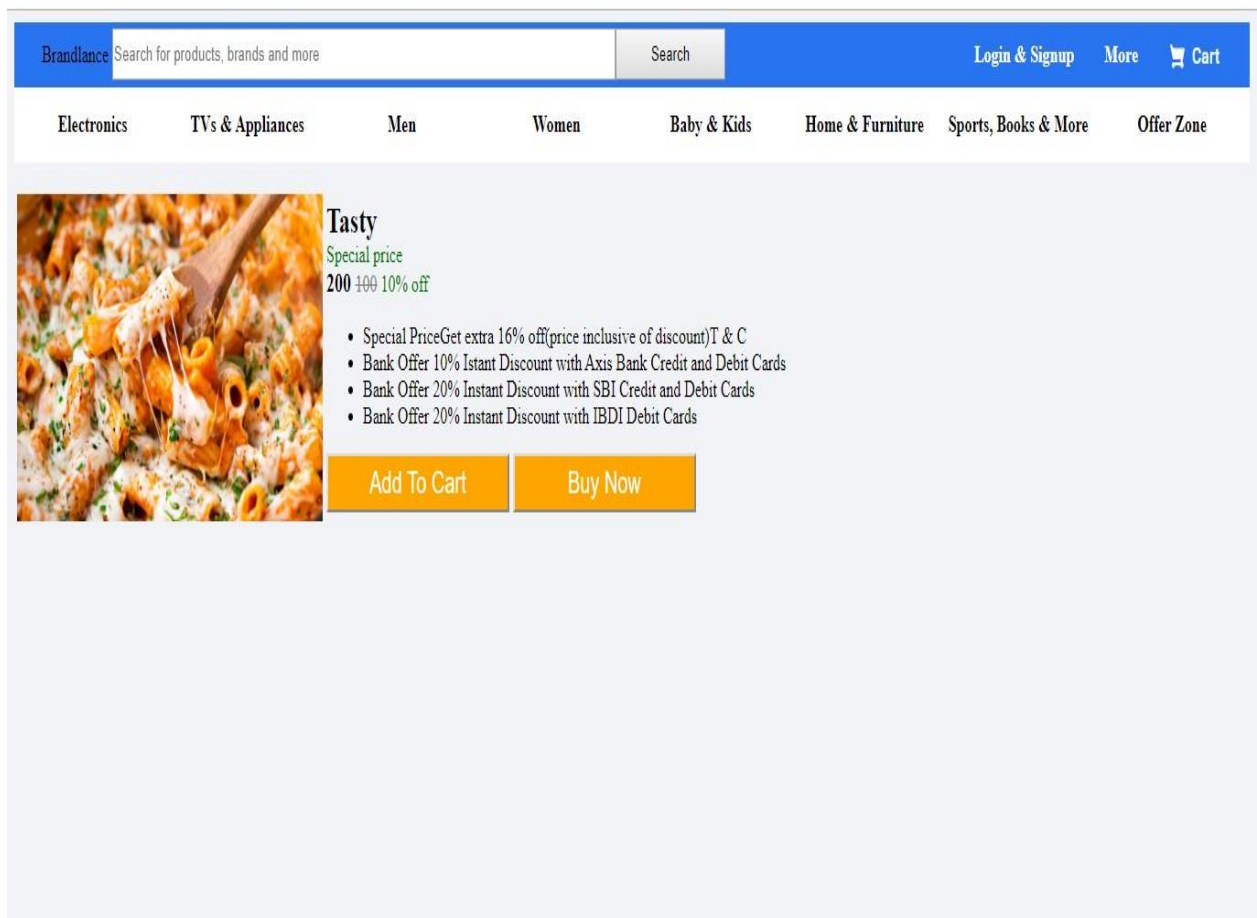 Brandlance Search for products, brands and more Search Login & Signup More Cart
Electronics TVs & Appliances Men Women Baby & Kids Home & Furniture Sports, Books & More Offer Zone
Tasty
Special price
200 100 10% off
Special PriceGet extra 16% off(price inclusive of discount)T & C
Bank Offer 10% Istant Discount with Axis Bank Credit and Debit Cards
Bank Offer 20% Instant Discount with SBI Credit and Debit Cards
Bank Offer 20% Instant Discount with IBDI Debit Cards
Add To Cart Buy Now